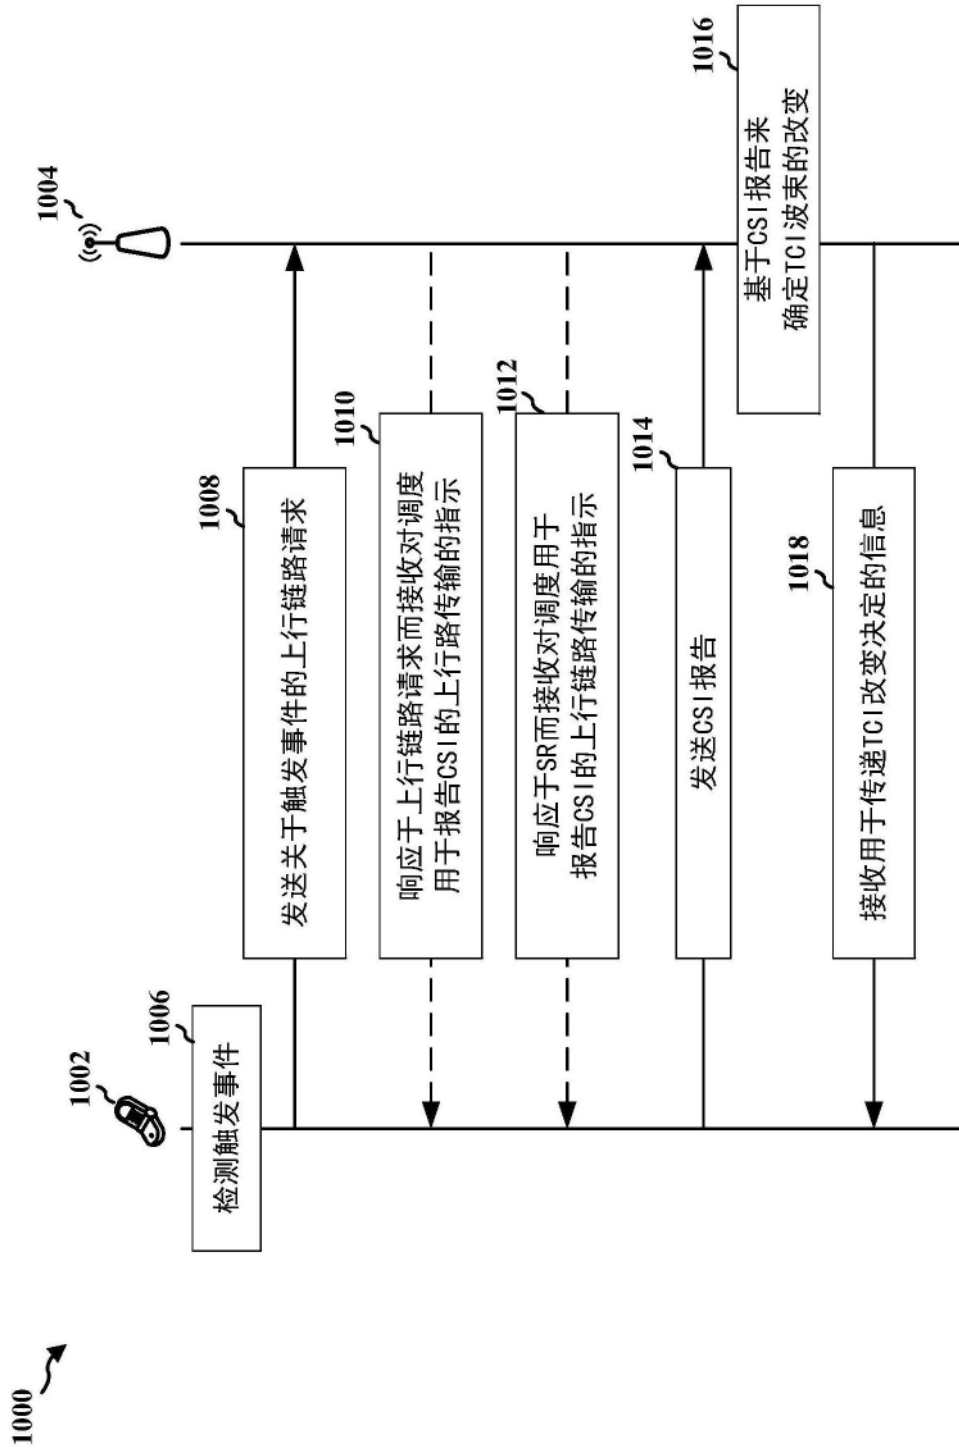 1000
1002
1004
1006
检测触发事件
1008
发送关于触发事件的上行链路请求
1010
响应于上行链路请求而接收对调度
用于报告CSI的上行路传输的指示
1012
响应于SR而接收对调度用于
报告CSI的上行链路传输的指示
1014
发送CSI报告
1016
基于CSI报告来
确定TCI波束的改变
1018
接收用于传递TCI改变决定的信息